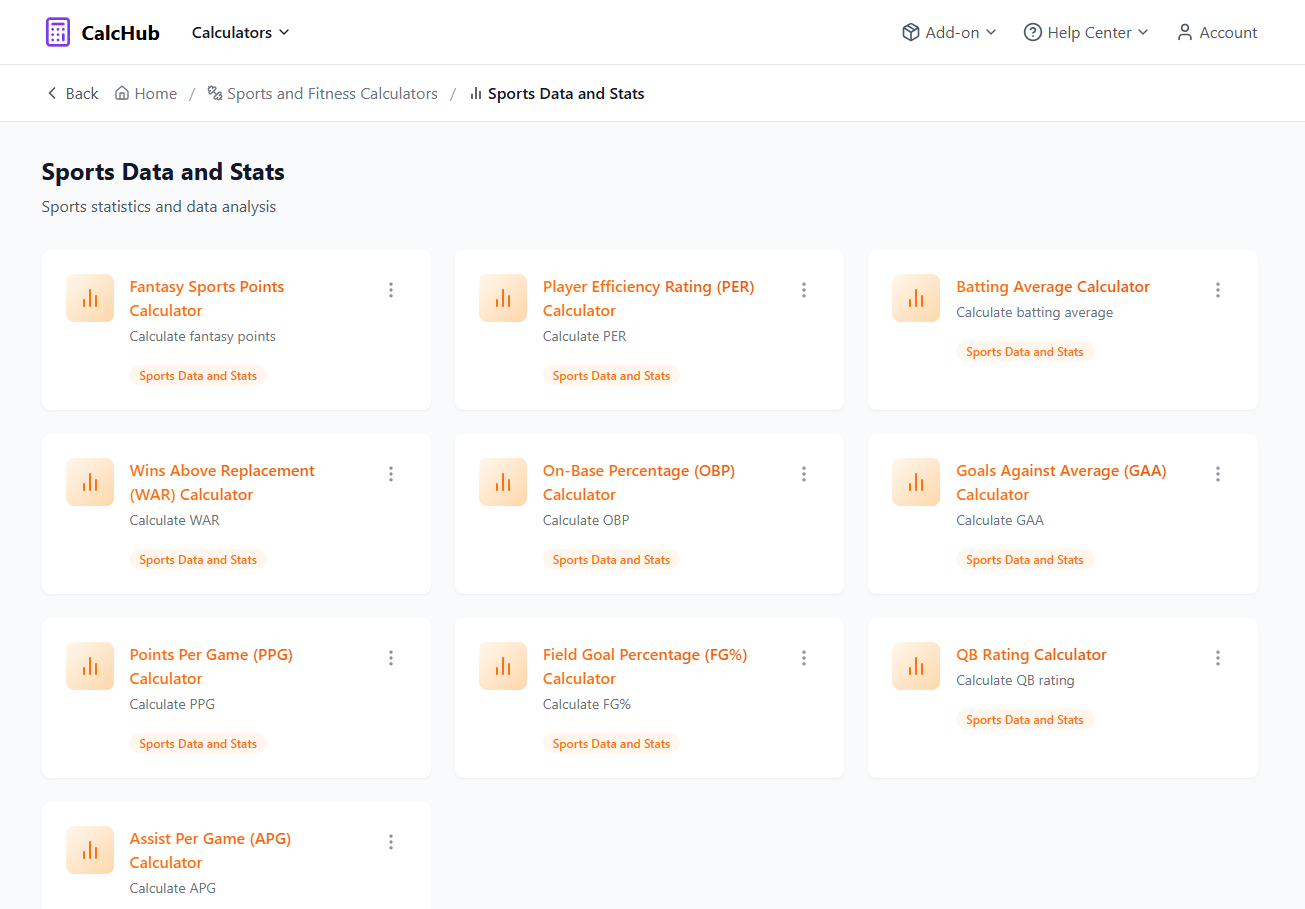 CalcHub
Calculators
Add-on
Help Center
Account
Back
Home
/
Sports and Fitness Calculators
/
Sports Data and Stats
Sports Data and Stats
Sports statistics and data analysis
Fantasy Sports Points
Calculator
Calculate fantasy points
Sports Data and Stats
Player Efficiency Rating (PER)
Calculator
Calculate PER
Sports Data and Stats
Batting Average Calculator
Calculate batting average
Sports Data and Stats
Wins Above Replacement
(WAR) Calculator
Calculate WAR
Sports Data and Stats
On-Base Percentage (OBP)
Calculator
Calculate OBP
Sports Data and Stats
Goals Against Average (GAA)
Calculator
Calculate GAA
Sports Data and Stats
Points Per Game (PPG)
Calculator
Calculate PPG
Sports Data and Stats
Field Goal Percentage (FG%)
Calculator
Calculate FG%
Sports Data and Stats
QB Rating Calculator
Calculate QB rating
Sports Data and Stats
Assist Per Game (APG)
Calculator
Calculate APG